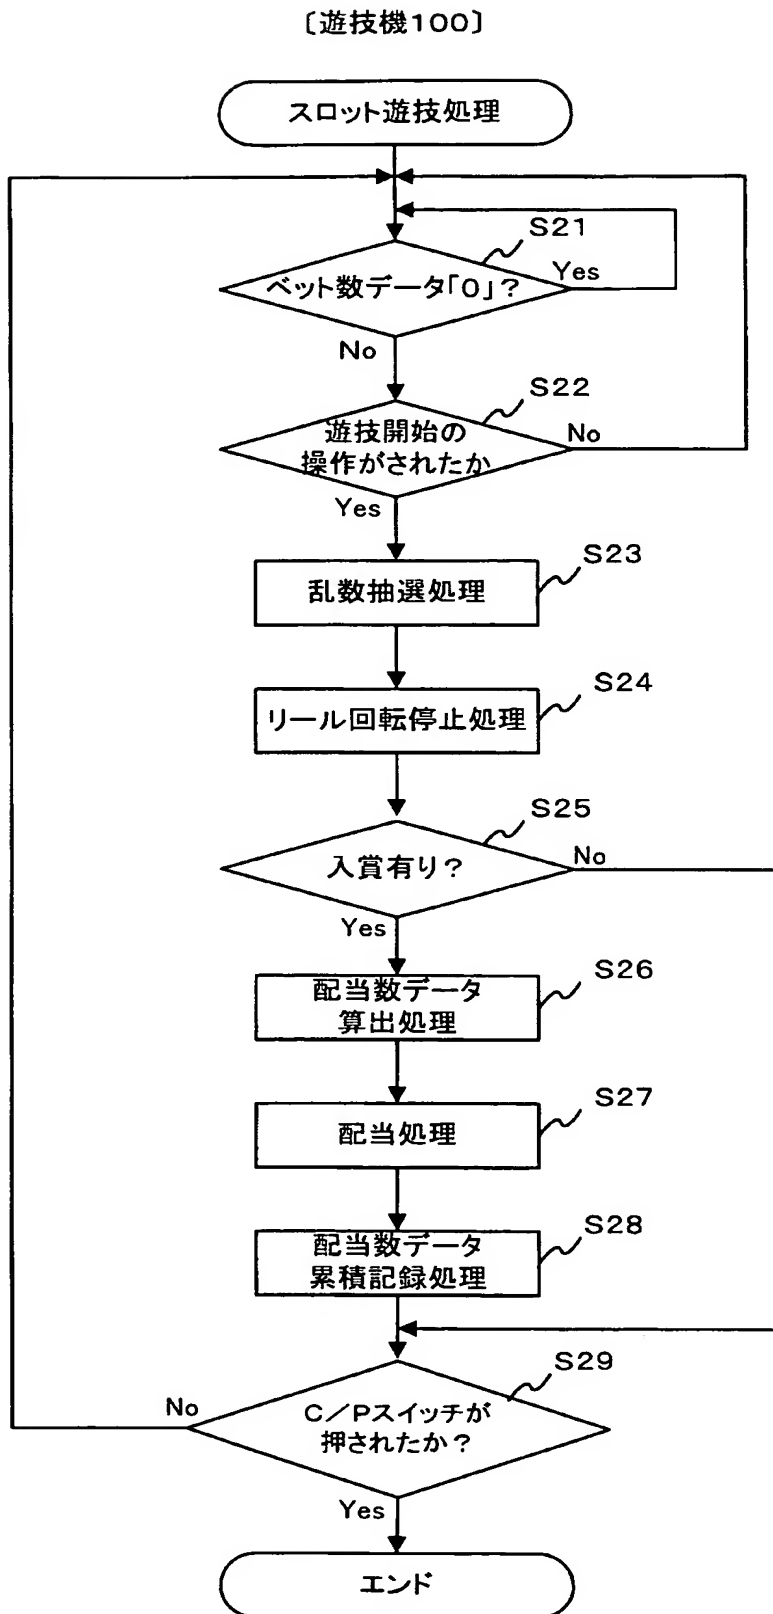 〔遊技機100〕
スロット遊技処理
S21
ベット数データ「0」?
Yes
No
S22
遊技開始の
操作がされたか
No
Yes
S23
乱数抽選処理
S24
リール回転停止処理
S25
入賞有り?
No
Yes
S26
配当数データ
算出処理
S27
配当処理
S28
配当数データ
累積記録処理
S29
C/Pスイッチが
押されたか?
No
Yes
エンド